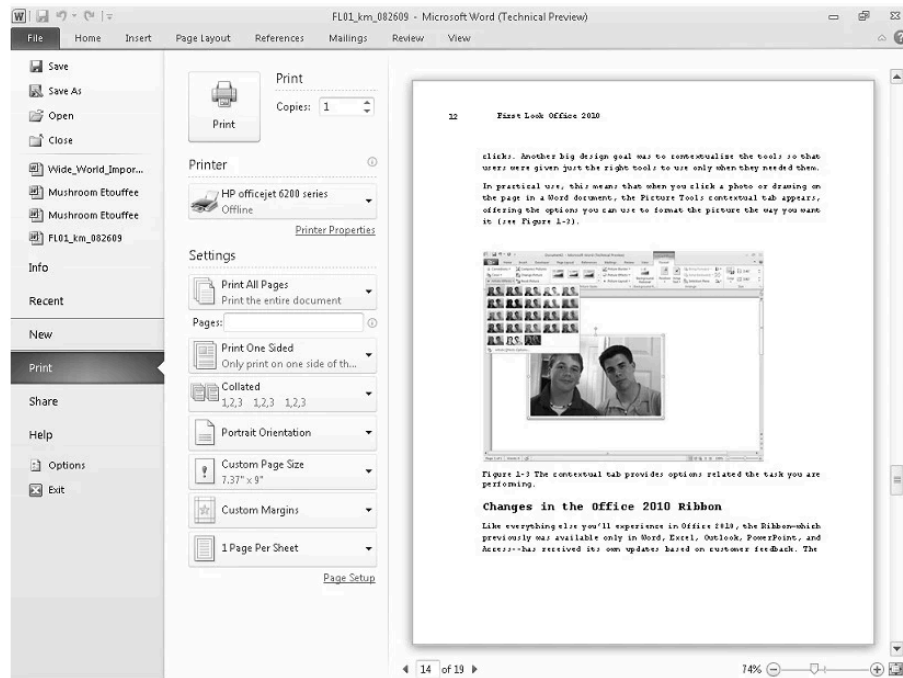 FL01_km_082609 - Microsoft Word (Technical Preview)
File Home Insert Page Layout References Mailings Review View
Save
Save As
Open
Close
Wide_World_Impor...
Mushroom Etouffee
Mushroom Etouffee
FL01_km_082609
Info
Recent
New
Print
Share
Help
Options
Exit
Print
Print
Copies: 1
Printer
HP officejet 6200 series
Offline
Printer Properties
Settings
Print All Pages
Print the entire document
Pages:
Print One Sided
Only print on one side of th...
Collated
1,2,3 1,2,3 1,2,3
Portrait Orientation
Custom Page Size
7.37" x 9"
Custom Margins
1 Page Per Sheet
Page Setup
12 First Look Office 2010
clicks. Another big design goal was to contextualize the tools so that
users were given just the right tools to use only when they needed them.
In practical use, this means that when you click a photo or drawing on
the page in a Word document, the Picture Tools contextual tab appears,
offering the options you can use to format the picture the way you want
it (see Figure 1-3).
Figure 1-3 The contextual tab provides options related the task you are
performing.
Changes in the Office 2010 Ribbon
Like everything else you'll experience in Office 2010, the Ribbon—which
previously was available only in Word, Excel, Outlook, PowerPoint, and
Access--has received its own updates based on customer feedback. The
14 of 19
74%